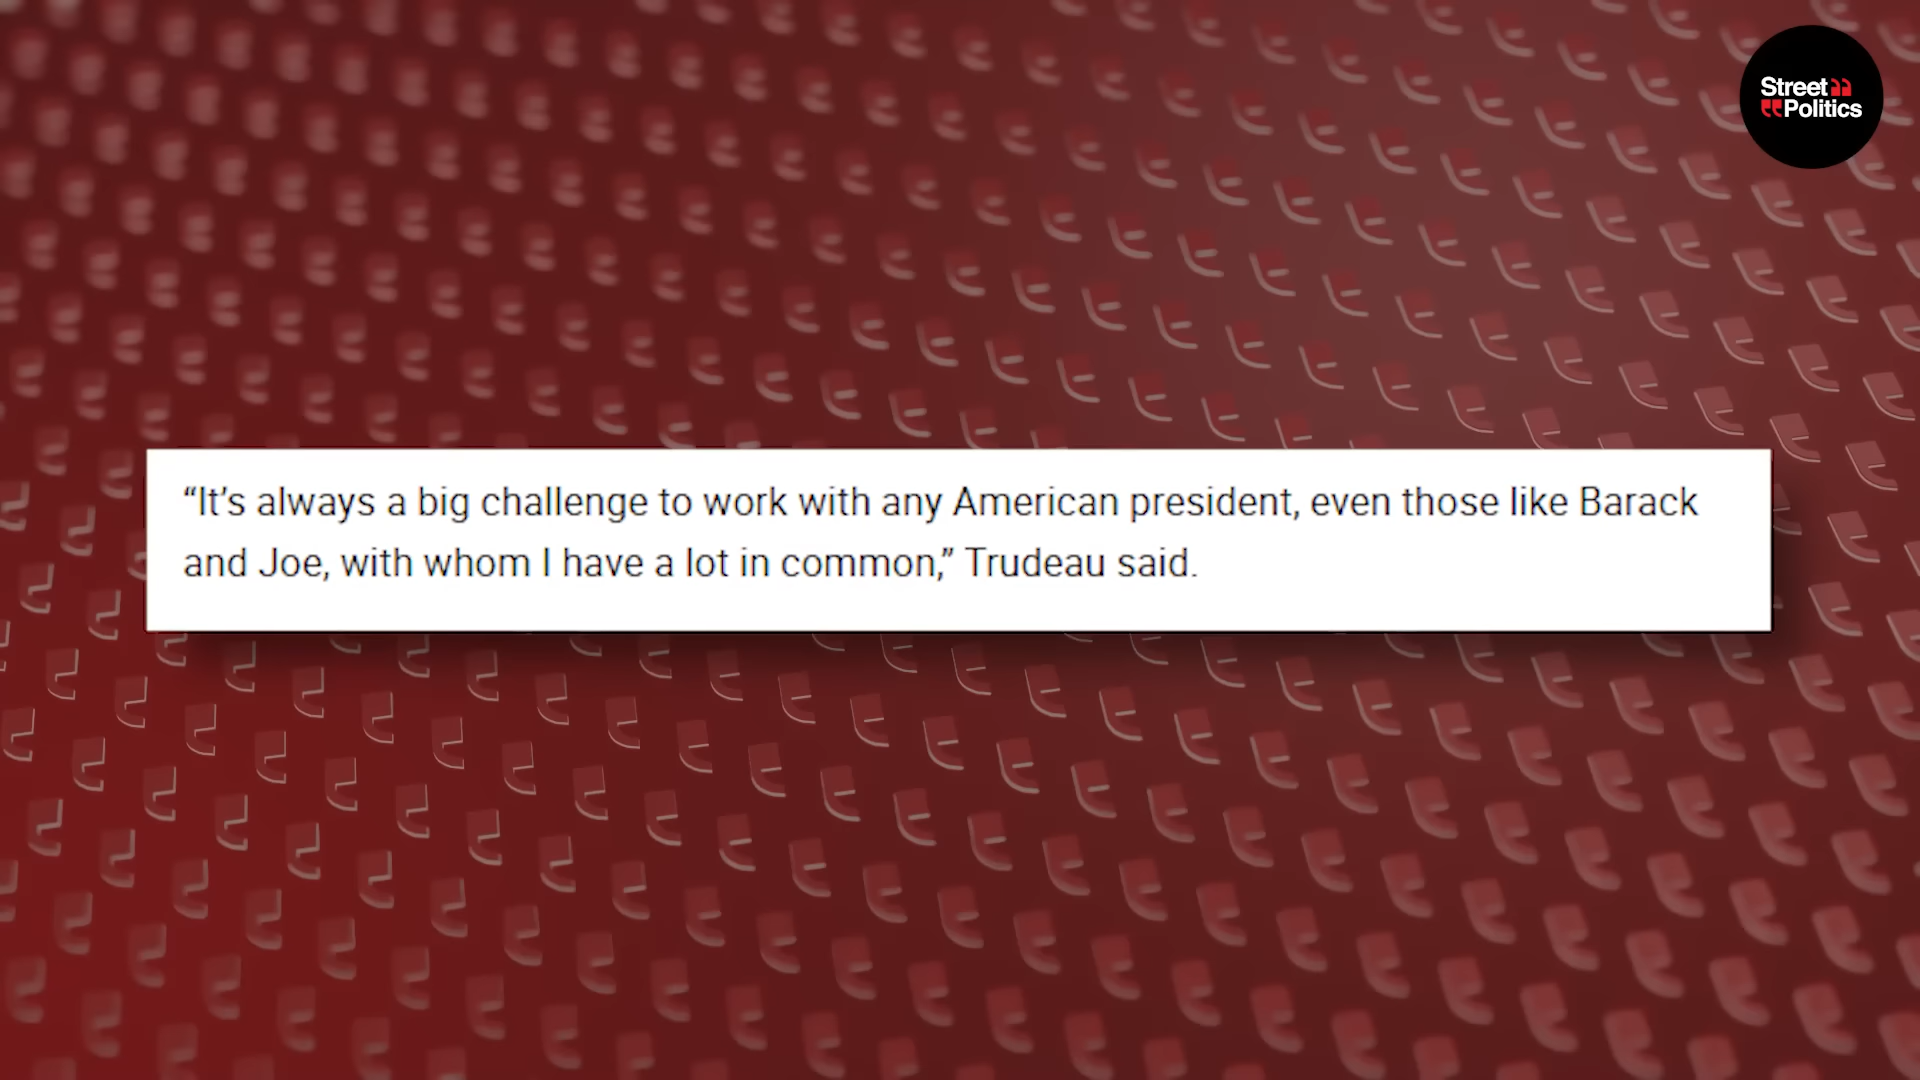 Street
Politics
“It’s always a big challenge to work with any American president, even those like Barack
and Joe, with whom I have a lot in common,” Trudeau said.